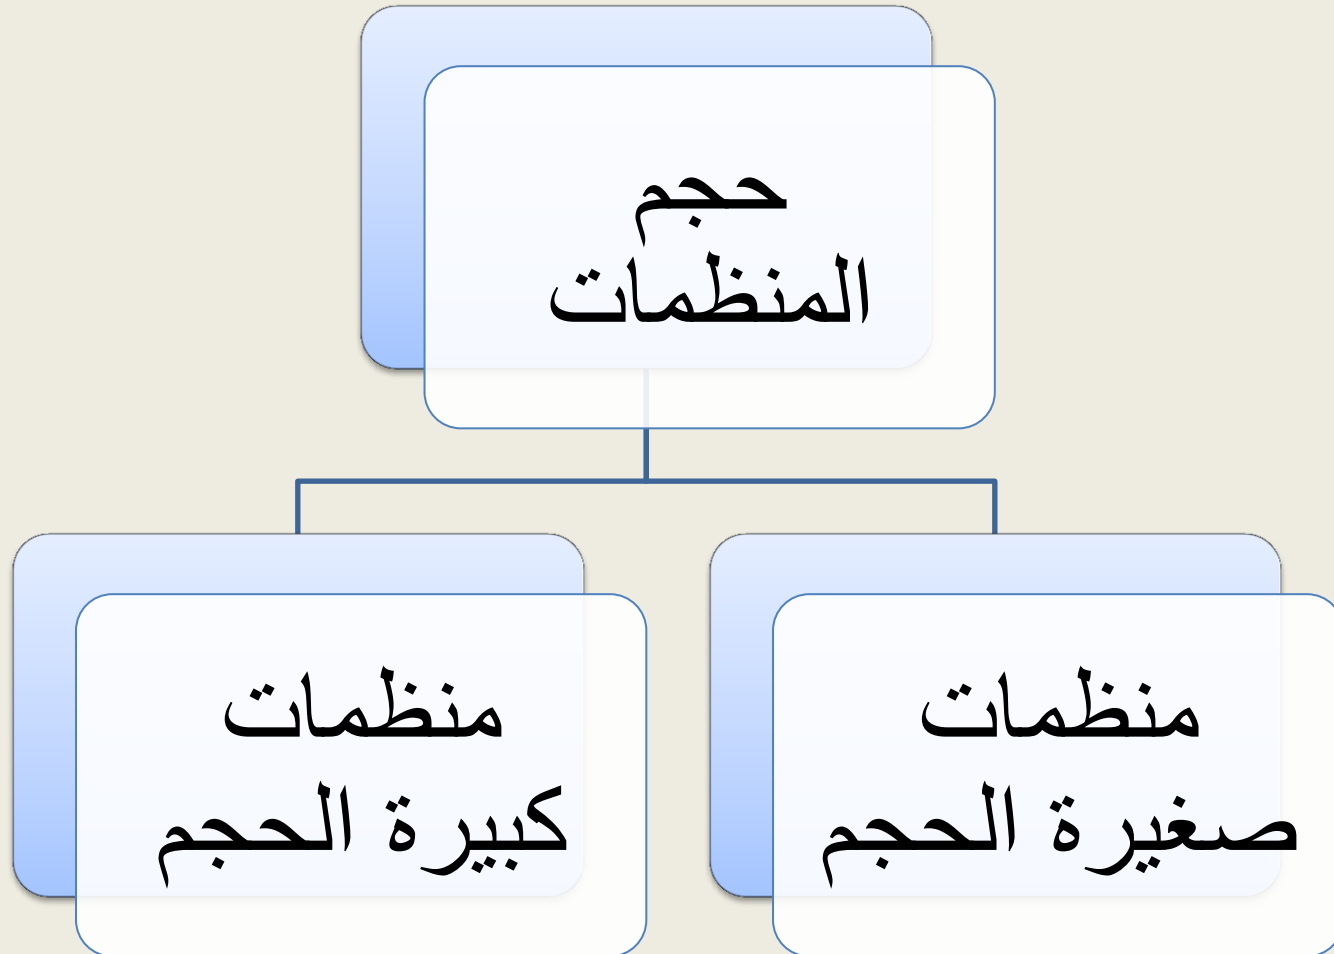 حجم
المنظمات
منظمات
صغيرة الحجم
منظمات
كبيرة الحجم